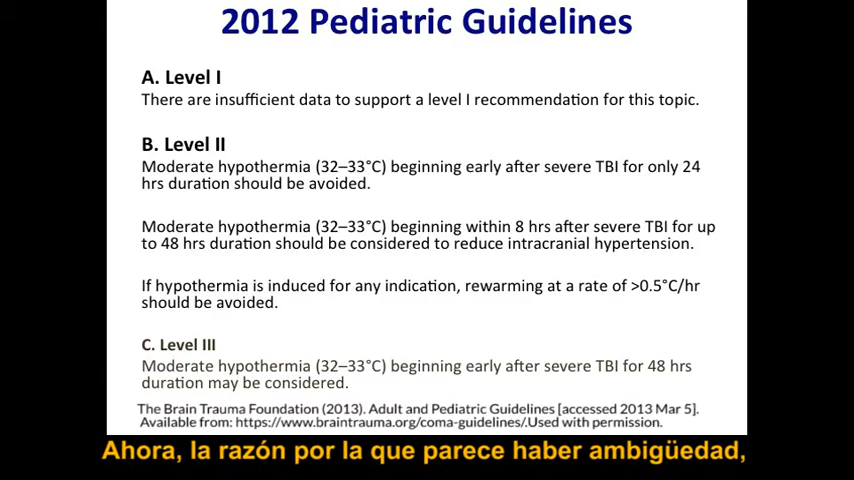 2012 Pediatric Guidelines
A. Level I
There are insufficient data to support a level I recommendation for this topic.
B. Level II
Moderate hypothermia (32–33°C) beginning early after severe TBI for only 24
hrs duration should be avoided.
Moderate hypothermia (32–33°C) beginning within 8 hrs after severe TBI for up
to 48 hrs duration should be considered to reduce intracranial hypertension.
If hypothermia is induced for any indication, rewarming at a rate of >0.5°C/hr
should be avoided.
C. Level III
Moderate hypothermia (32–33°C) beginning early after severe TBI for 48 hrs
duration may be considered.
The Brain Trauma Foundation (2013). Adult and Pediatric Guidelines [accessed 2013 Mar 5].
Available from: https://www.braintrauma.org/coma-guidelines/.Used with permission.
Ahora, la razón por la que parece haber ambigüedad,